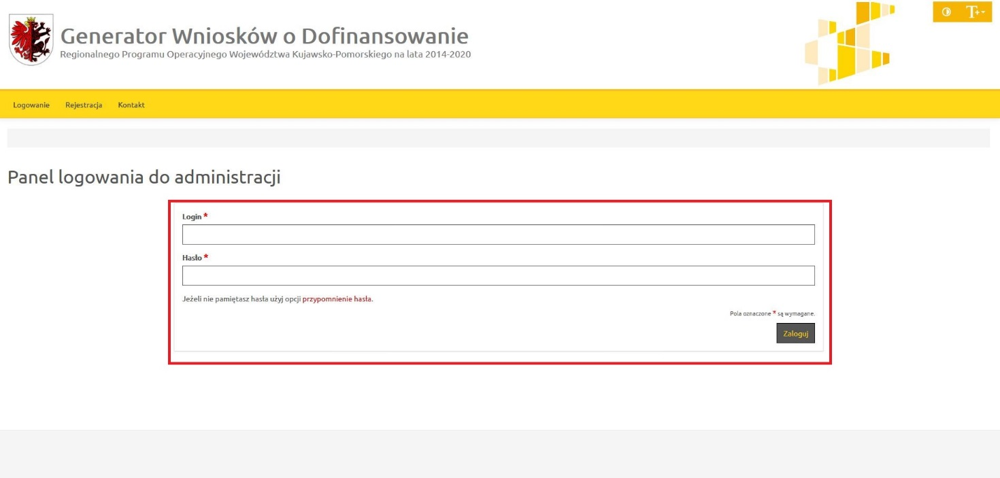 Generator Wniosków o Dofinansowanie
Regionalnego Programu Operacyjnego Województwa Kujawsko-Pomorskiego na lata 2014-2020
T+
Logowanie Rejestracja Kontakt
Panel logowania do administracji
Login *
Hasło *
Jeżeli nie pamiętasz hasła użyj opcji przypomnienie hasła.
Pola oznaczone * są wymagane.
Zaloguj